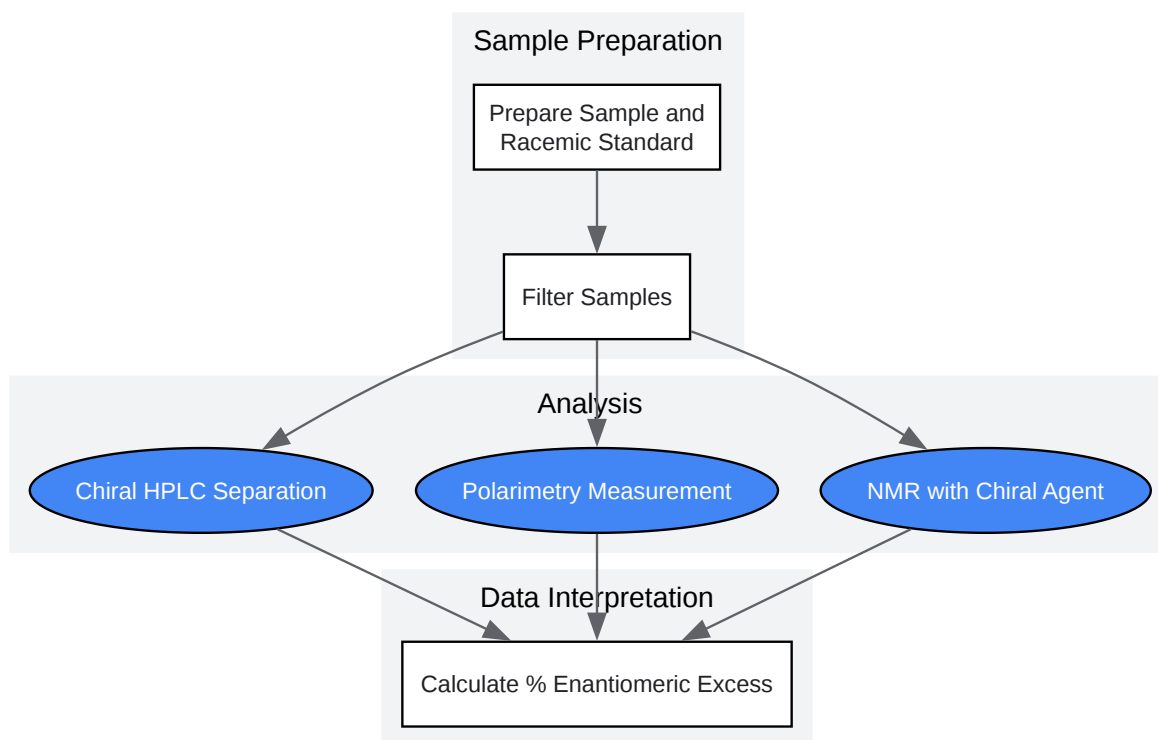 Sample Preparation
Prepare Sample and
Racemic Standard
Filter Samples
Analysis
Chiral HPLC Separation
Polarimetry Measurement
NMR with Chiral Agent
Data Interpretation
Calculate % Enantiomeric Excess